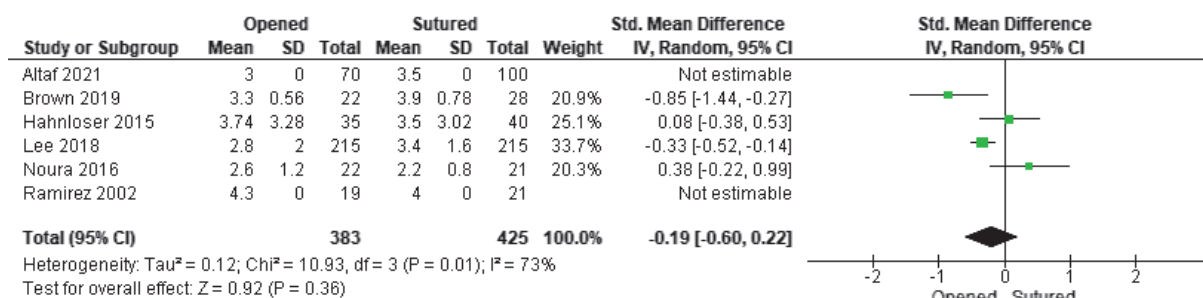 Opened Sutured Std. Mean Difference Std. Mean Difference
Study or Subgroup Mean SD Total Mean SD Total Weight IV, Random, 95% CI IV, Random, 95% CI
Altaf 2021 3 0 70 3.5 0 100 Not estimable
Brown 2019 3.3 0.56 22 3.9 0.78 28 20.9% -0.85 [-1.44, -0.27]
Hahnloser 2015 3.74 3.28 35 3.5 3.02 40 25.1% 0.08 [-0.38, 0.53]
Lee 2018 2.8 2 215 3.4 1.6 215 33.7% -0.33 [-0.52, -0.14]
Noura 2016 2.6 1.2 22 2.2 0.8 21 20.3% 0.38 [-0.22, 0.99]
Ramirez 2002 4.3 0 19 4 0 21 Not estimable
Total (95% CI) 383 425 100.0% -0.19 [-0.60, 0.22]
Heterogeneity: Tau² = 0.12; Chi² = 10.93, df = 3 (P = 0.01); I² = 73%
Test for overall effect: Z = 0.92 (P = 0.36)
-2 -1 0 1 2
Opened Sutured